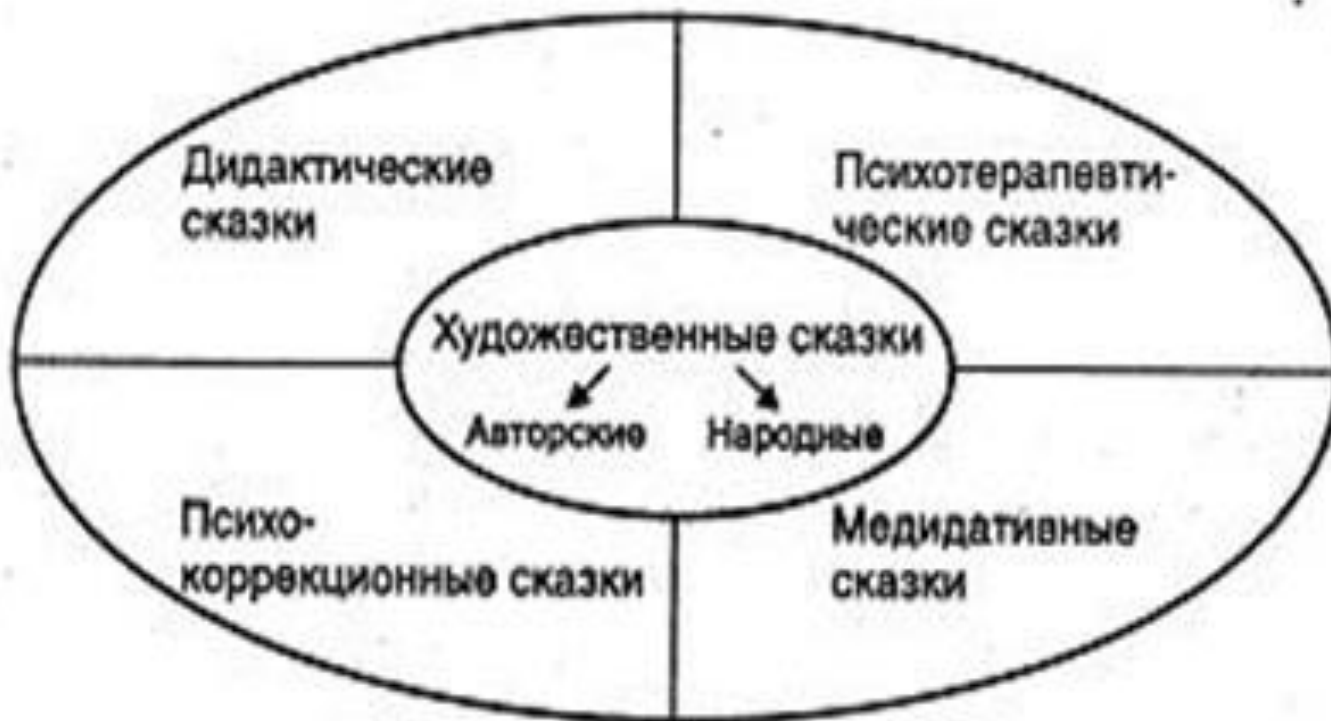 Дидактические
сказки
Психотерапевти-
ческие сказки
Художественные сказки
Авторские
Народные
Психо-
коррекционные сказки
Медидативные
сказки